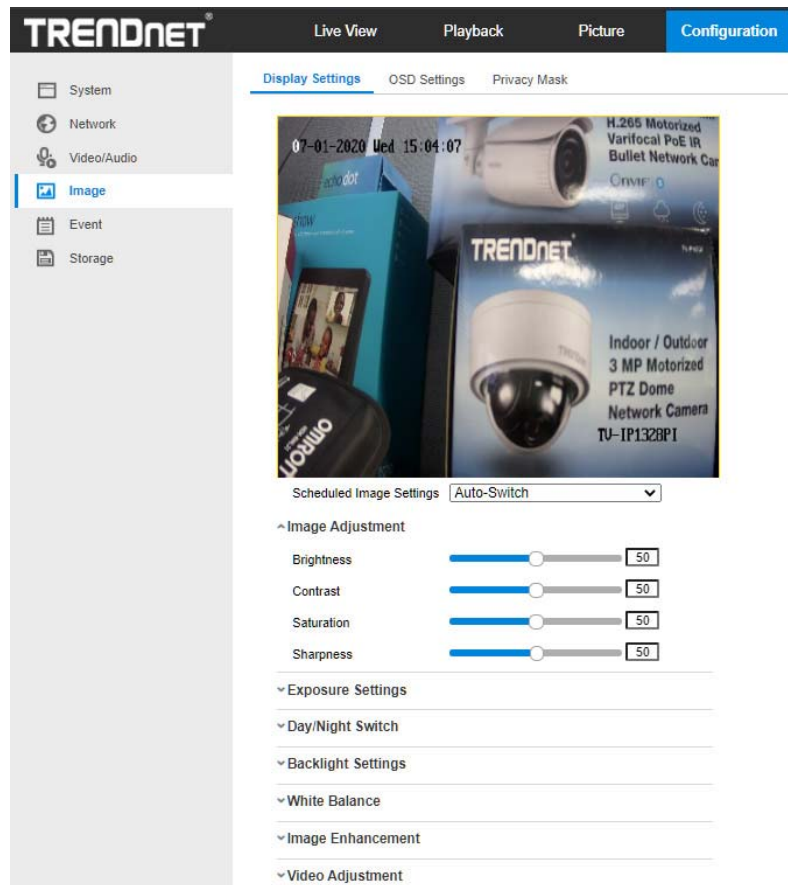 TRENDnet®
Live View Playback Picture Configuration
System
Network
Video/Audio
Image
Event
Storage
Display Settings OSD Settings Privacy Mask
07-01-2020 Wed 15:04:07
H.265 Motorized
Varifocal PoE IR
Bullet Network Cam
echo dot
show
TRENDnet
Indoor / Outdoor
3 MP Motorized
PTZ Dome
Network Camera
TV-IP1328PI
OMRON
Scheduled Image Settings Auto-Switch
Image Adjustment
Brightness 50
Contrast 50
Saturation 50
Sharpness 50
Exposure Settings
Day/Night Switch
Backlight Settings
White Balance
Image Enhancement
Video Adjustment